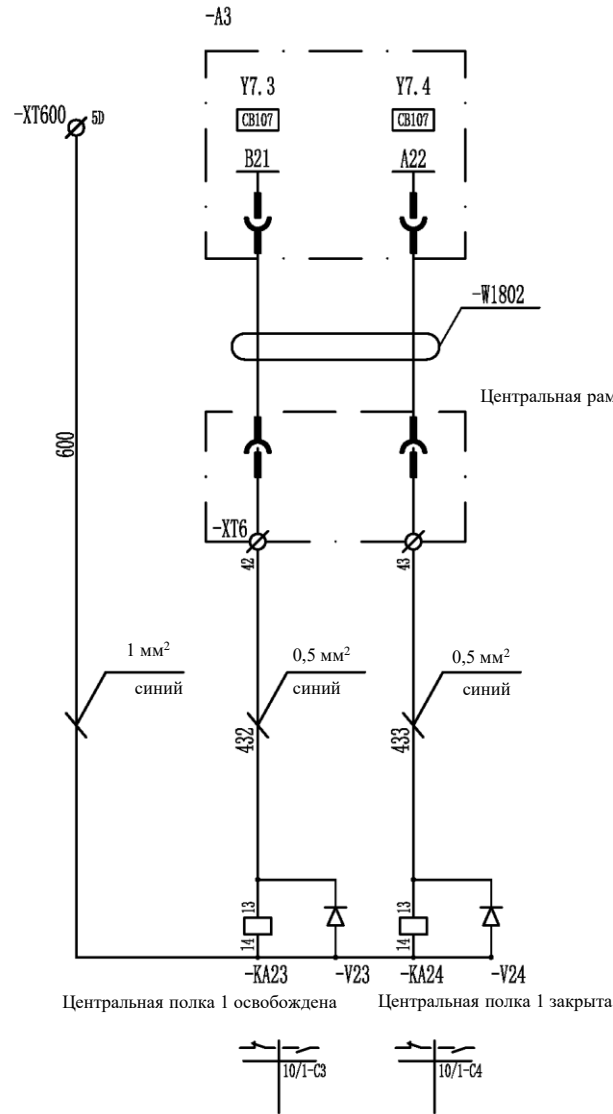 -A3
Y7.3
Y7.4
-XT600
5D
CB107
CB107
B21
A22
-W1802
Центральная рам
600
-XT6
42
43
1 мм²
синий
0,5 мм²
синий
0,5 мм²
синий
432
433
13
14
13
14
-KA23
-V23
-KA24
-V24
Центральная полка 1 освобождена
Центральная полка 1 закрыта
10/1-C3
10/1-C4